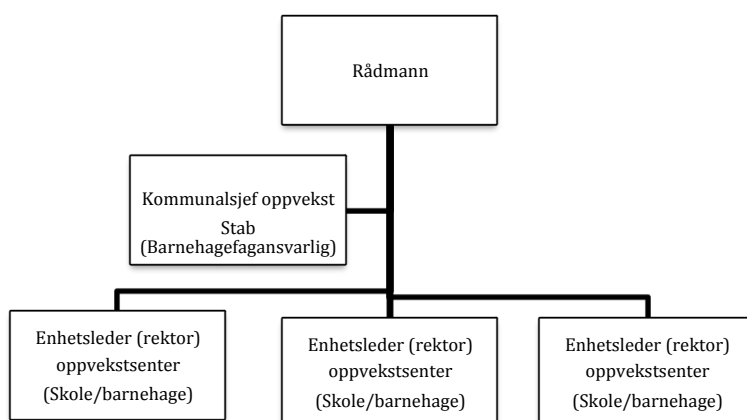 Rådmann
Kommunalsjef oppvekst
Stab
(Barnehagefagansvarlig)
Enhetsleder (rektor)
oppvekstsenter
(Skole/barnehage)
Enhetsleder (rektor)
oppvekstsenter
(Skole/barnehage)
Enhetsleder (rektor)
oppvekstsenter
(Skole/barnehage)